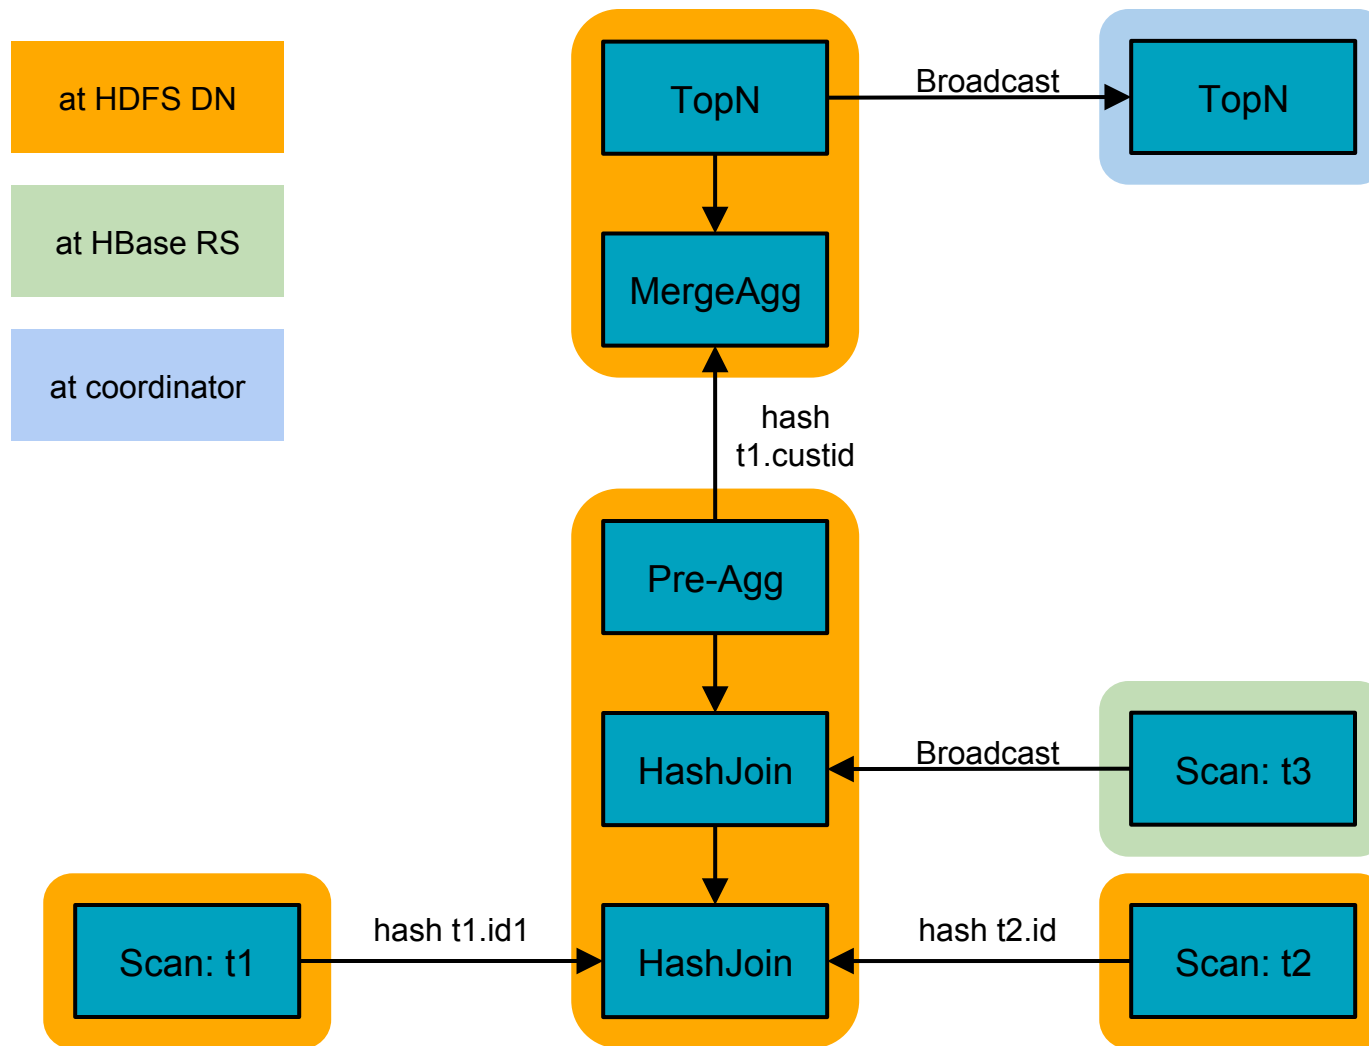 at HDFS DN
at HBase RS
at coordinator
TopN
Broadcast
TopN
MergeAgg
hash
t1.custid
Pre-Agg
HashJoin
Broadcast
Scan: t3
Scan: t1
hash t1.id1
HashJoin
hash t2.id
Scan: t2